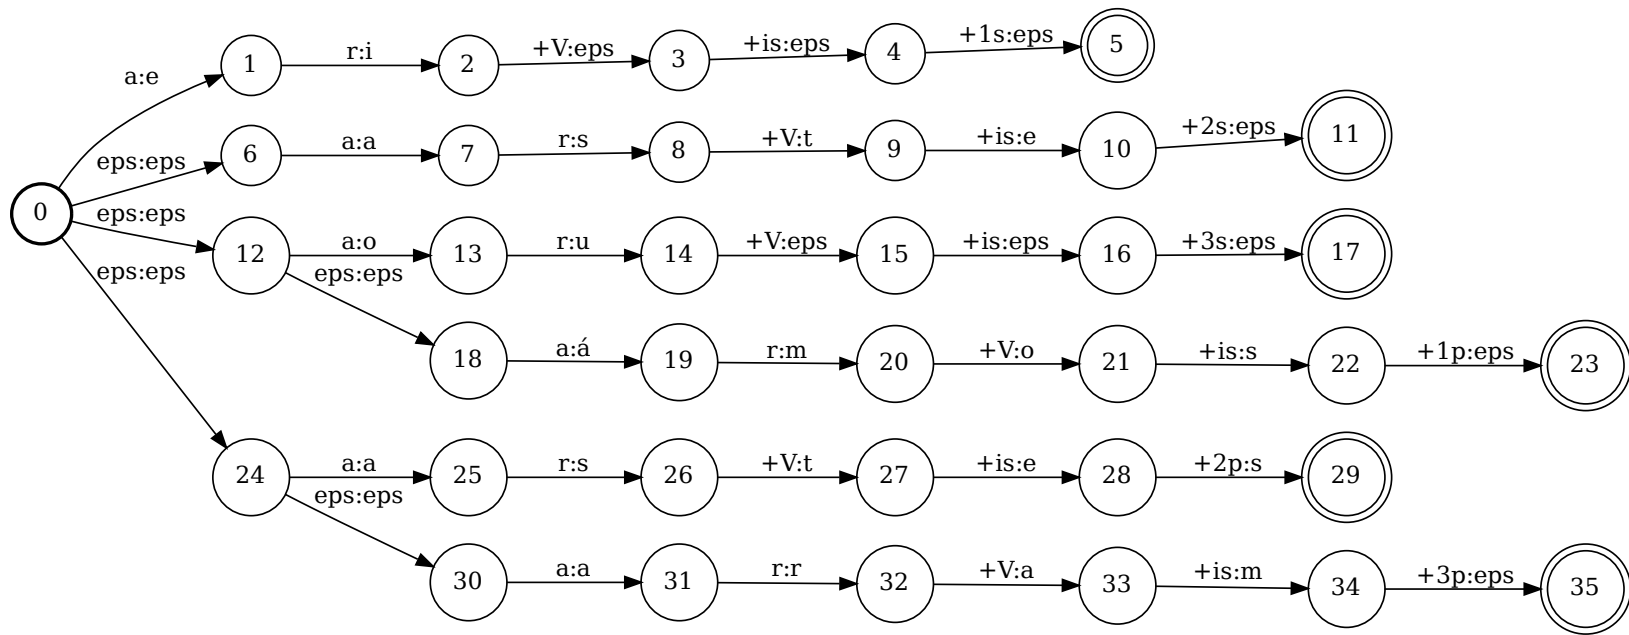 a:e
1
r:i
2
+V:eps
3
+is:eps
4
+1s:eps
5
eps:eps
6
a:a
7
r:s
8
+V:t
9
+is:e
10
+2s:eps
11
0
eps:eps
12
a:o
13
r:u
14
+V:eps
15
+is:eps
16
+3s:eps
17
eps:eps
eps:eps
18
a:á
19
r:m
20
+V:o
21
+is:s
22
+1p:eps
23
24
a:a
25
r:s
26
+V:t
27
+is:e
28
+2p:s
29
eps:eps
30
a:a
31
r:r
32
+V:a
33
+is:m
34
+3p:eps
35